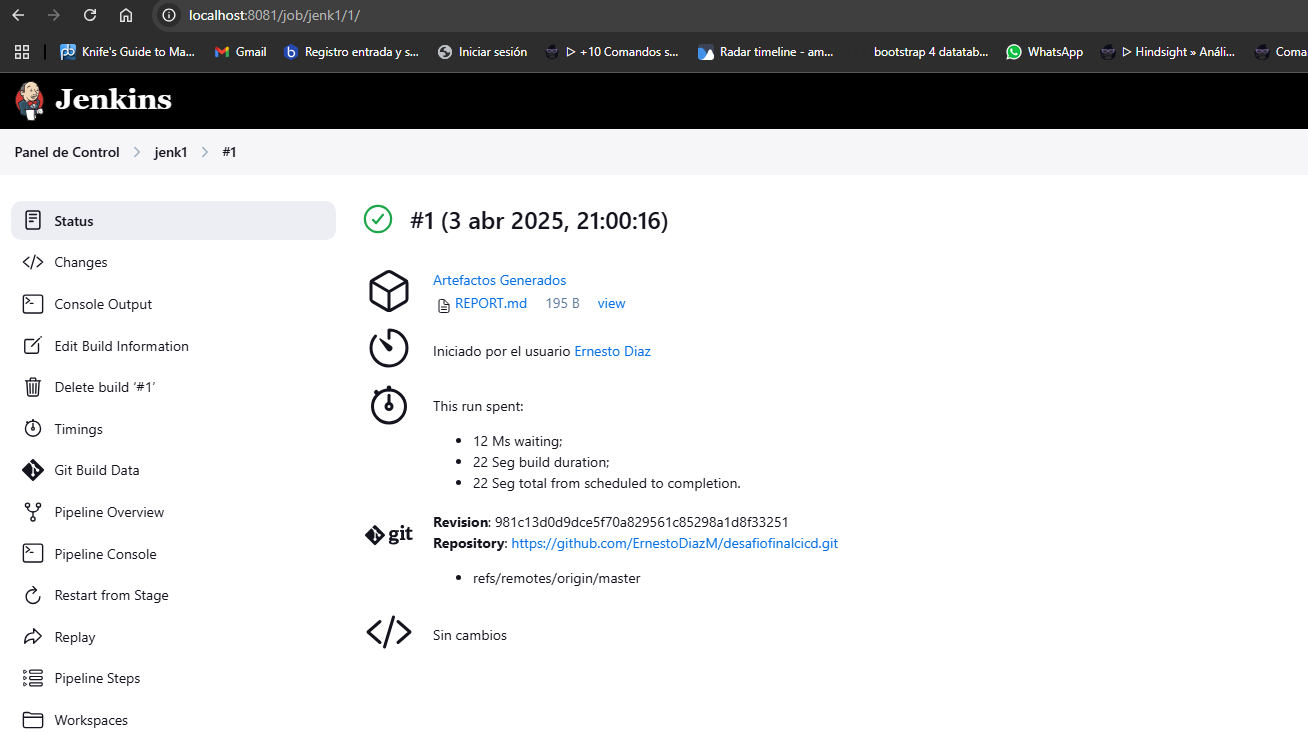 localhost:8081/job/jenk1/1/
Knife's Guide to Ma... Gmail Registro entrada y s... Iniciar sesión ▷ +10 Comandos s... Radar timeline - am... bootstrap 4 datatab... WhatsApp ▷ Hindsight » Análi... Coma
Jenkins
Panel de Control > jenk1 > #1
Status
#1 (3 abr 2025, 21:00:16)
Changes
Console Output
Edit Build Information
Delete build ‘#1’
Timings
Git Build Data
Pipeline Overview
Pipeline Console
Restart from Stage
Replay
Pipeline Steps
Workspaces
Artefactos Generados
REPORT.md 195 B view
Iniciado por el usuario Ernesto Diaz
This run spent:
• 12 Ms waiting;
• 22 Seg build duration;
• 22 Seg total from scheduled to completion.
git
Revision: 981c13d0d9dce5f70a829561c85298a1d8f33251
Repository: https://github.com/ErnestoDiazM/desafiofinalcicd.git
• refs/remotes/origin/master
Sin cambios